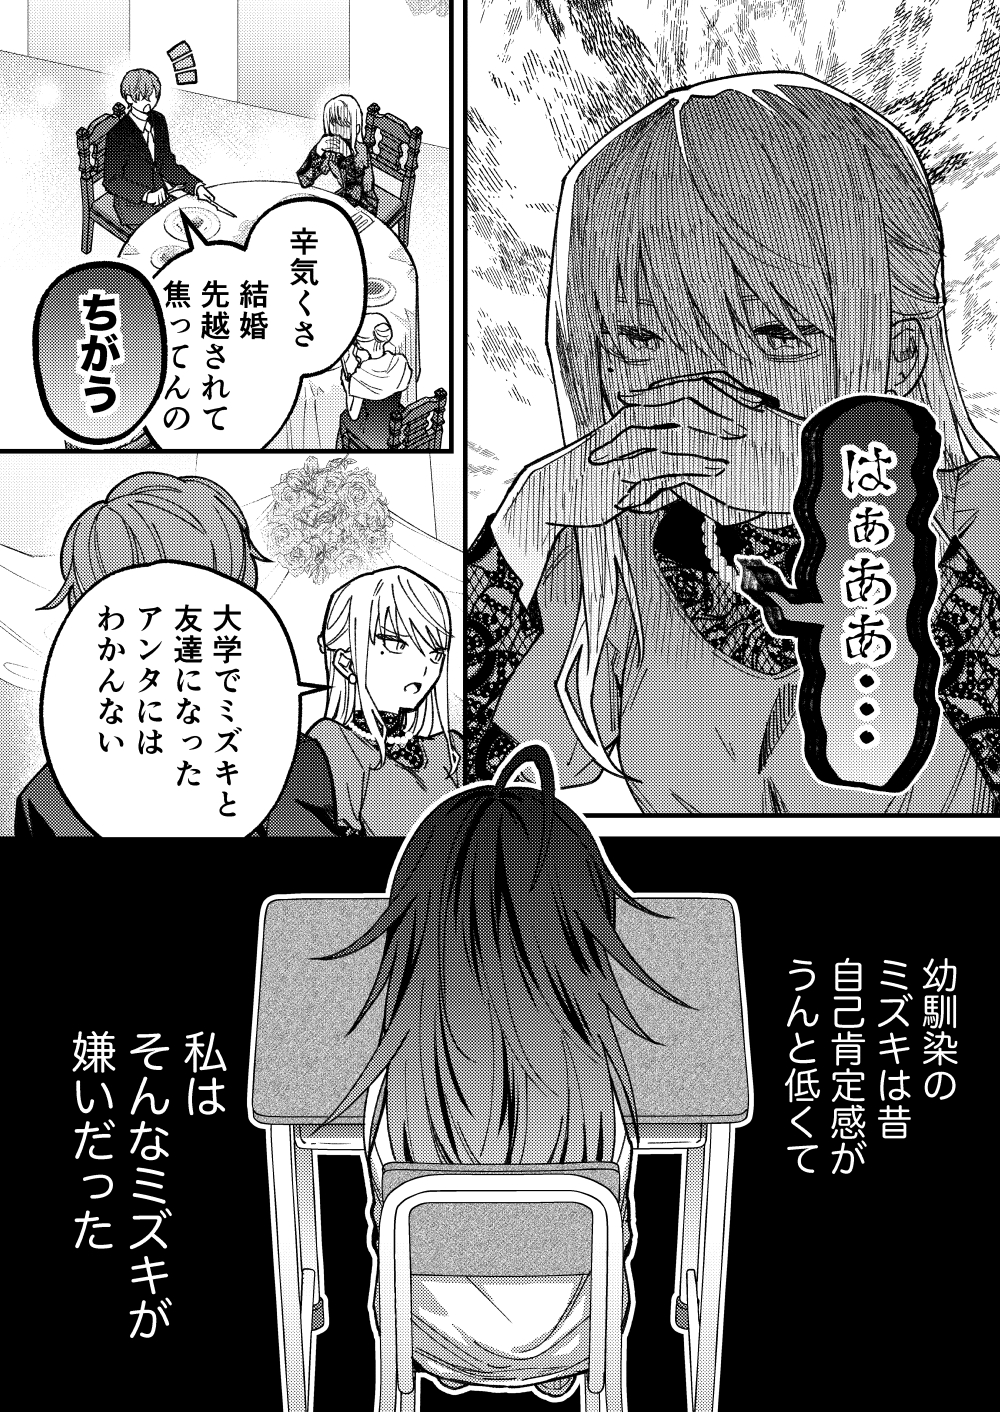 はぁああ・・・
辛気くさ
結婚
先越されて
焦ってんの
ちがう
大学でミズキと
友達になった
アンタには
わかんない
幼馴染の
ミズキは昔
自己肯定感が
うんと低くて
私は
そんなミズキが
嫌いだった